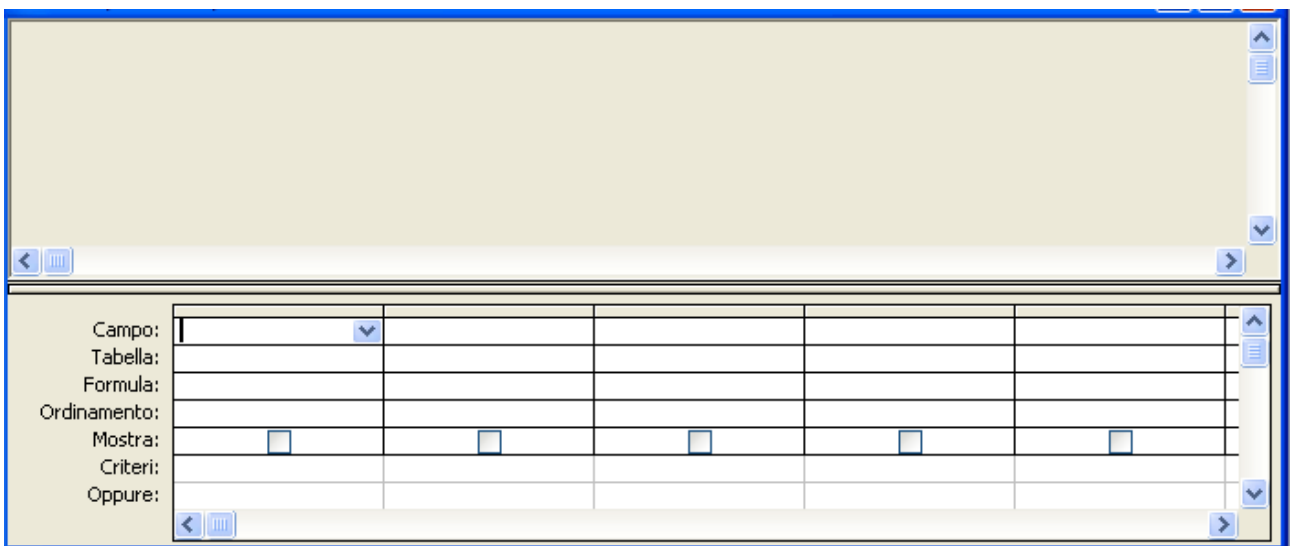 Campo:
Tabella:
Formula:
Ordinamento:
Mostra:
Criteri:
Oppure: